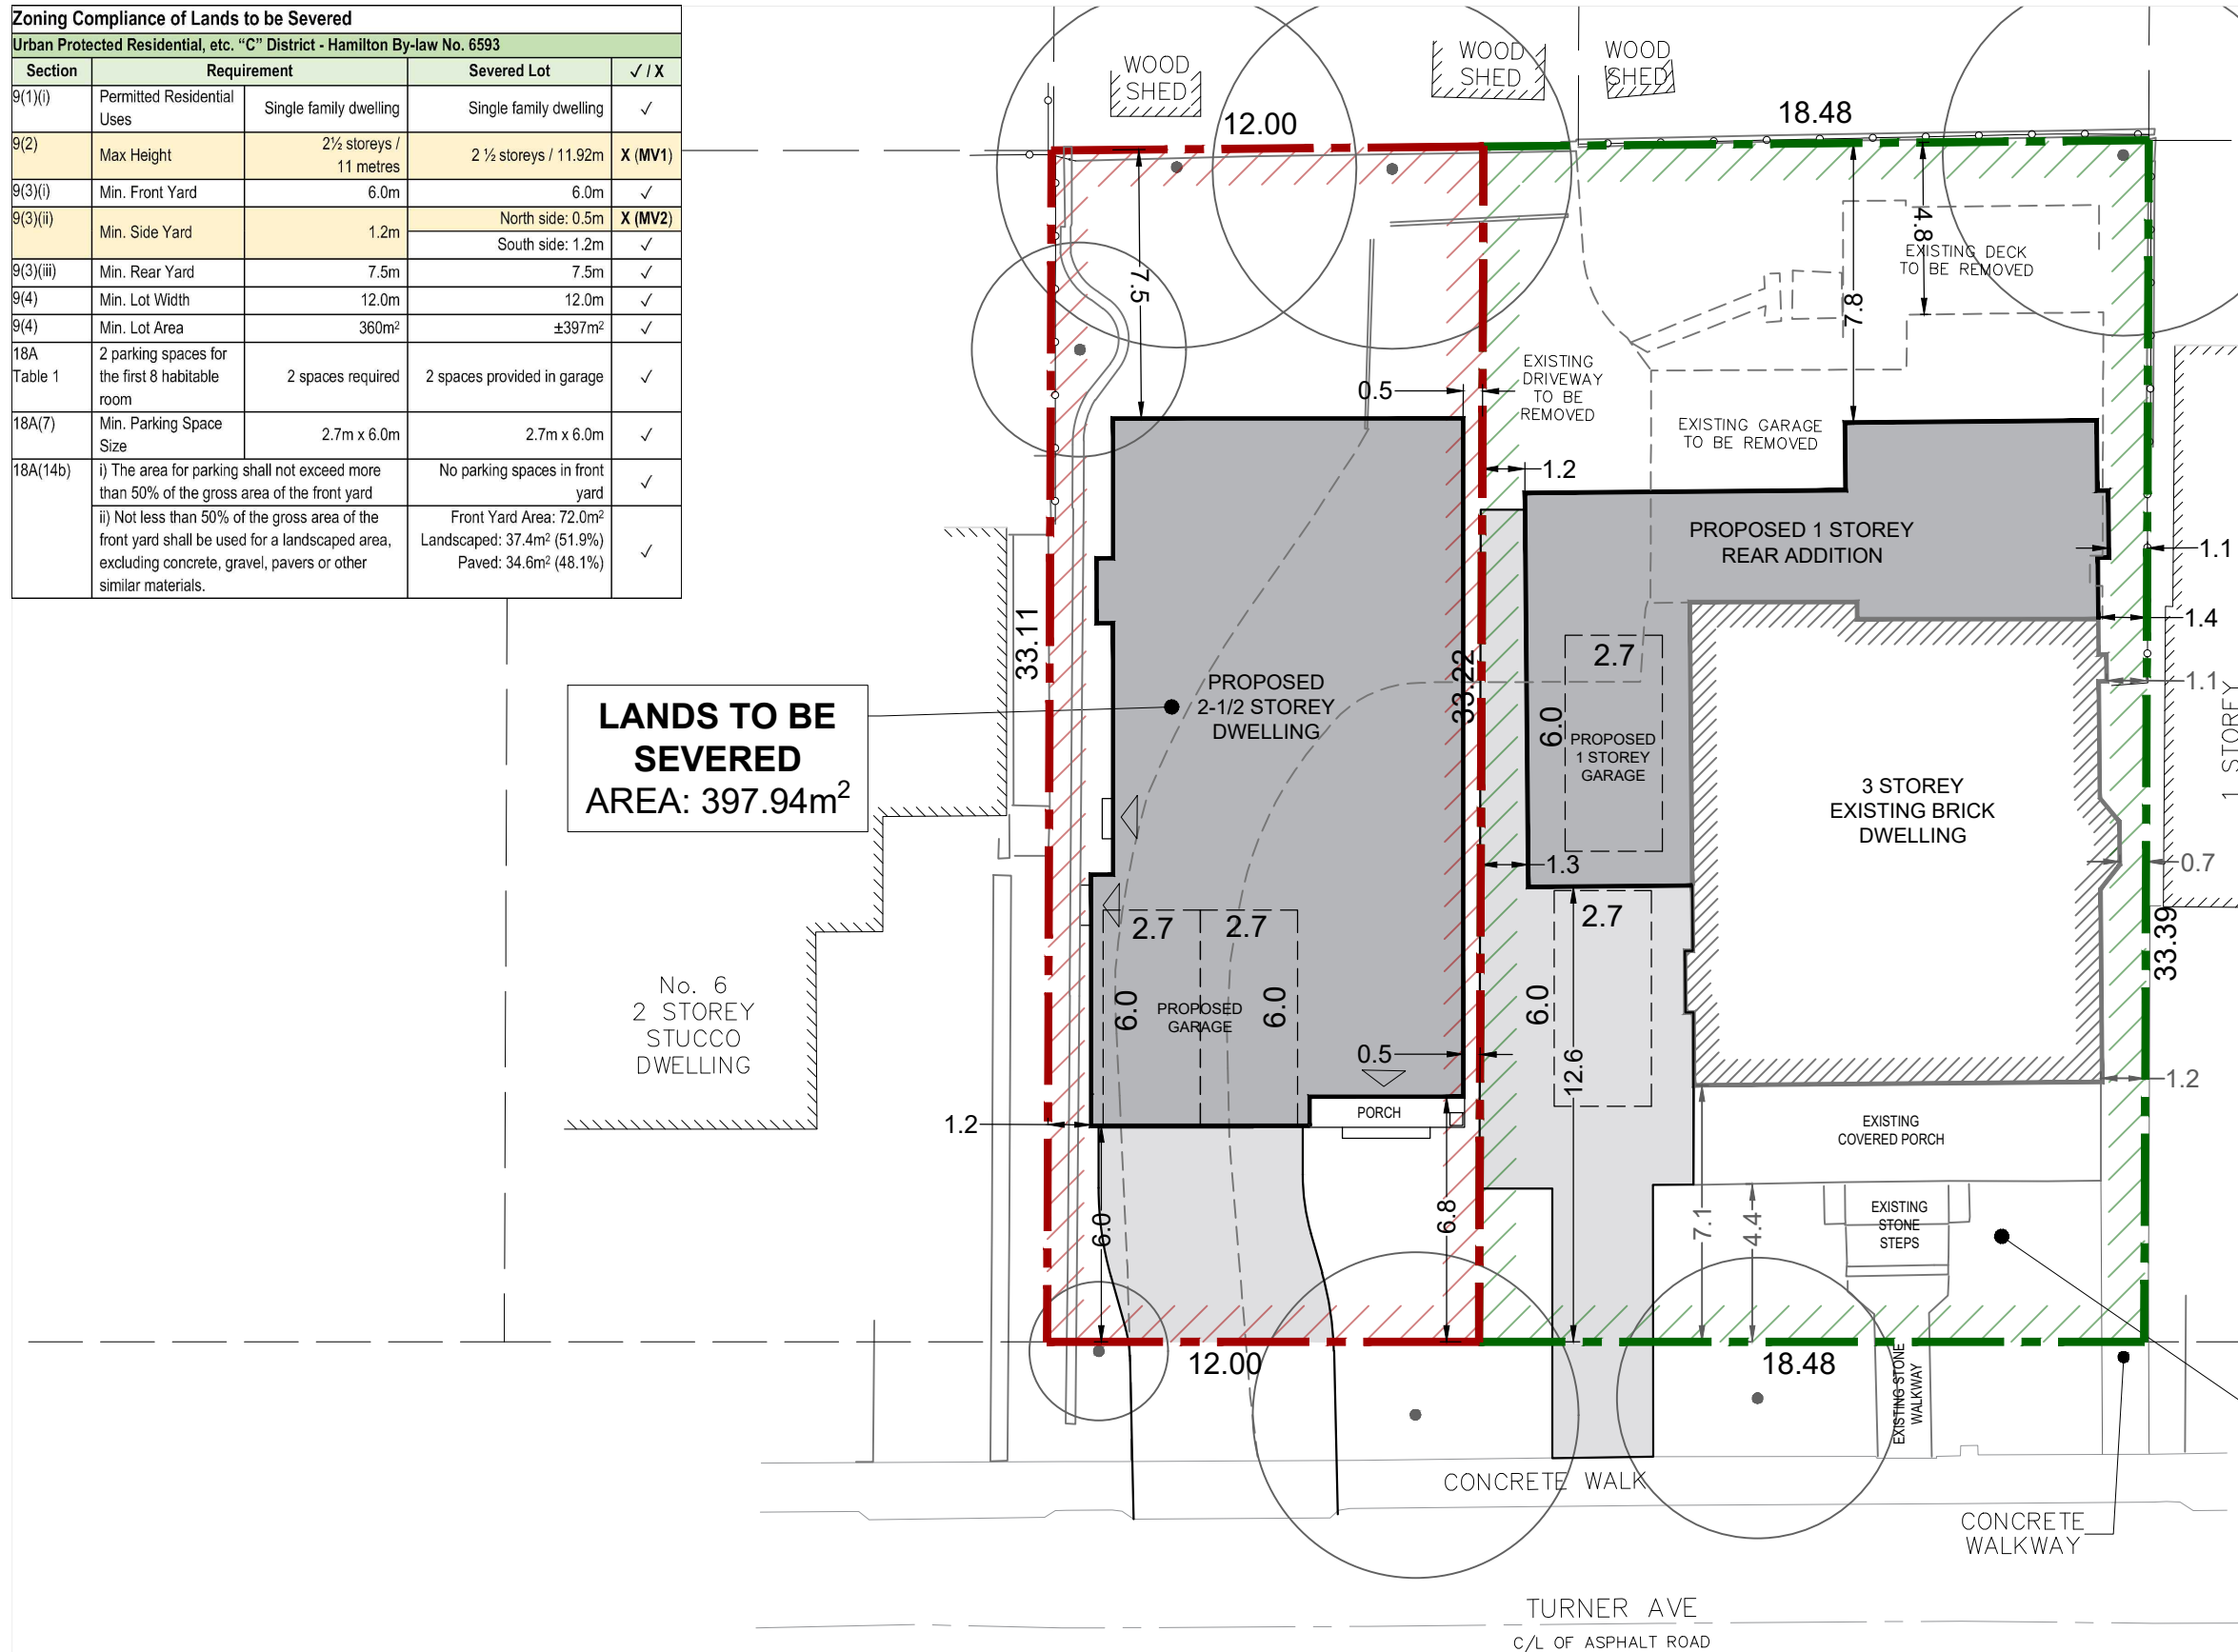 Zoning Compliance of Lands to be Severed
Urban Protected Residential, etc. “C” District - Hamilton By-law No. 6593
Section Requirement Severed Lot ✓ / X
9(1)(i) Permitted Residential Uses Single family dwelling Single family dwelling ✓
9(2) Max Height 2½ storeys / 11 metres 2 ½ storeys / 11.92m X (MV1)
9(3)(i) Min. Front Yard 6.0m 6.0m ✓
9(3)(ii) Min. Side Yard 1.2m North side: 0.5m X (MV2)
South side: 1.2m ✓
9(3)(iii) Min. Rear Yard 7.5m 7.5m ✓
9(4) Min. Lot Width 12.0m 12.0m ✓
9(4) Min. Lot Area 360m² ±397m² ✓
18A Table 1 2 parking spaces for the first 8 habitable room 2 spaces required 2 spaces provided in garage ✓
18A(7) Min. Parking Space Size 2.7m x 6.0m 2.7m x 6.0m ✓
18A(14b) i) The area for parking shall not exceed more than 50% of the gross area of the front yard No parking spaces in front yard ✓
ii) Not less than 50% of the gross area of the front yard shall be used for a landscaped area, excluding concrete, gravel, pavers or other similar materials. Front Yard Area: 72.0m² Landscaped: 37.4m² (51.9%) Paved: 34.6m² (48.1%) ✓
WOOD
SHED
WOOD
SHED
WOOD
SHED
12.00
18.48
7.5
7.8
4.8
EXISTING DECK
TO BE REMOVED
EXISTING
DRIVEWAY
TO BE
REMOVED
0.5
EXISTING GARAGE
TO BE REMOVED
1.2
PROPOSED 1 STOREY
REAR ADDITION
1.1
1.4
1.1
33.11
33.22
2.7
6.0
PROPOSED
1 STOREY
GARAGE
PROPOSED
2-1/2 STOREY
DWELLING
LANDS TO BE
SEVERED
AREA: 397.94m²
3 STOREY
EXISTING BRICK
DWELLING
1 STOREY
0.7
33.39
1.3
2.7
2.7
2.7
6.0
6.0
6.0
PROPOSED
GARAGE
12.6
0.5
No. 6
2 STOREY
STUCCO
DWELLING
1.2
1.2
PORCH
EXISTING
COVERED PORCH
6.0
6.8
7.1
4.4
EXISTING
STONE
STEPS
12.00
18.48
EXISTING STONE
WALKWAY
CONCRETE WALK
CONCRETE
WALKWAY
TURNER AVE
C/L OF ASPHALT ROAD